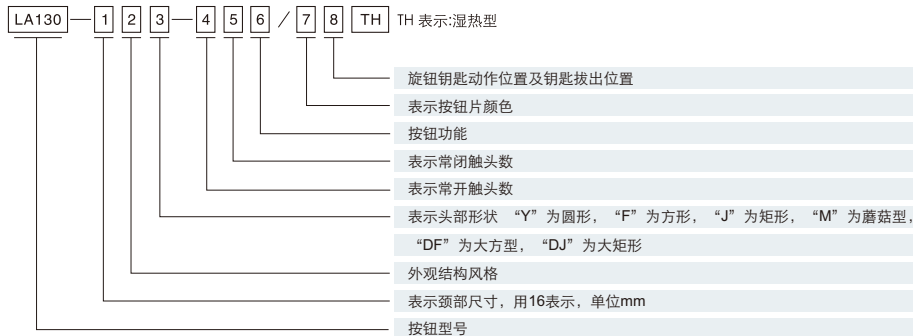 LA130—1 2 3—4 5 6/7 8 TH TH 表示:湿热型
旋钮钥匙动作位置及钥匙拔出位置
表示按钮片颜色
按钮功能
表示常闭触头数
表示常开触头数
表示头部形状 “Y”为圆形，“F”为方形，“J”为矩形，“M”为蘑菇型，
“DF”为大方型，“DJ”为大矩形
外观结构风格
表示颈部尺寸，用16表示，单位mm
按钮型号